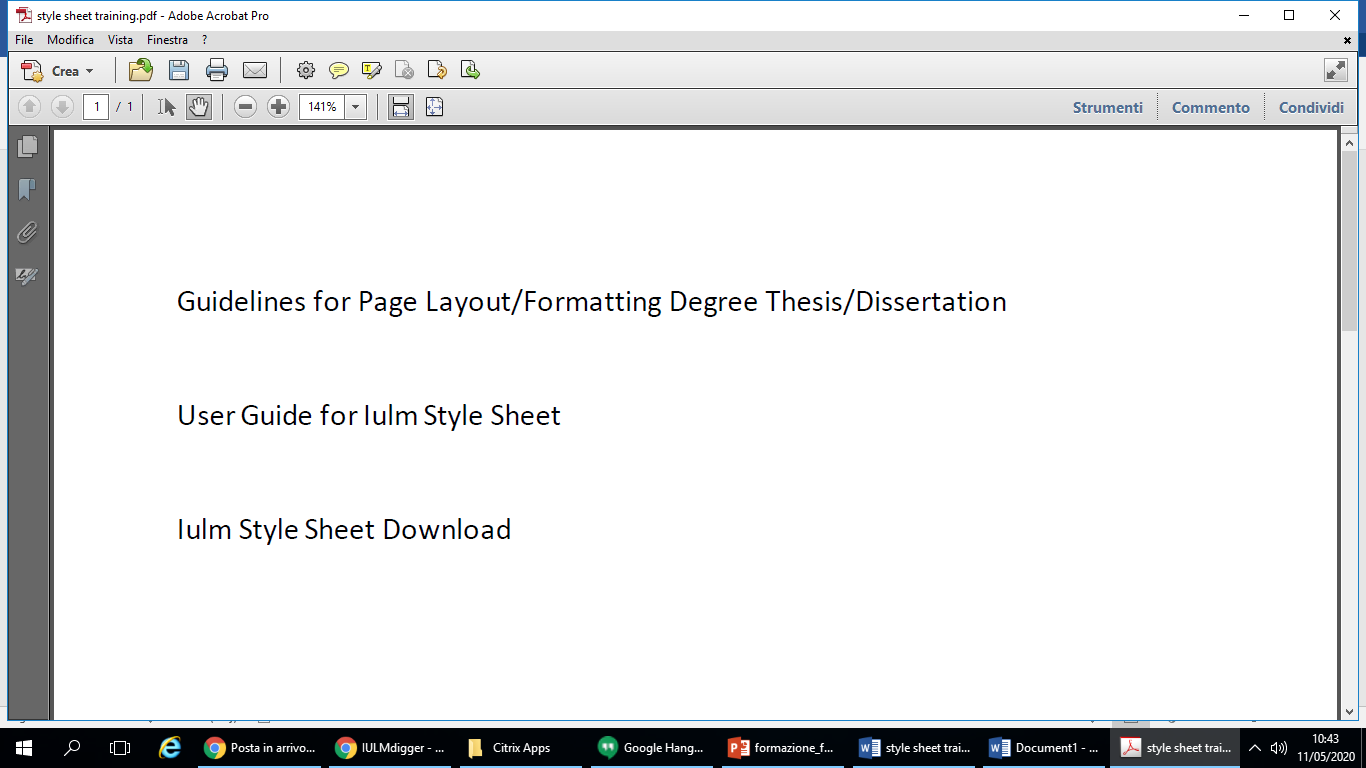 style sheet training.pdf - Adobe Acrobat Pro
File Modifica Vista Finestra ?
Crea
1 / 1 141% Strumenti Commento Condividi
Guidelines for Page Layout/Formatting Degree Thesis/Dissertation
User Guide for Iulm Style Sheet
Iulm Style Sheet Download
Posta in arrivo... IULMdigger - ... Citrix Apps Google Hang... formazione_f... style sheet trai... Document1 - ... style sheet trai... 10:43
11/05/2020